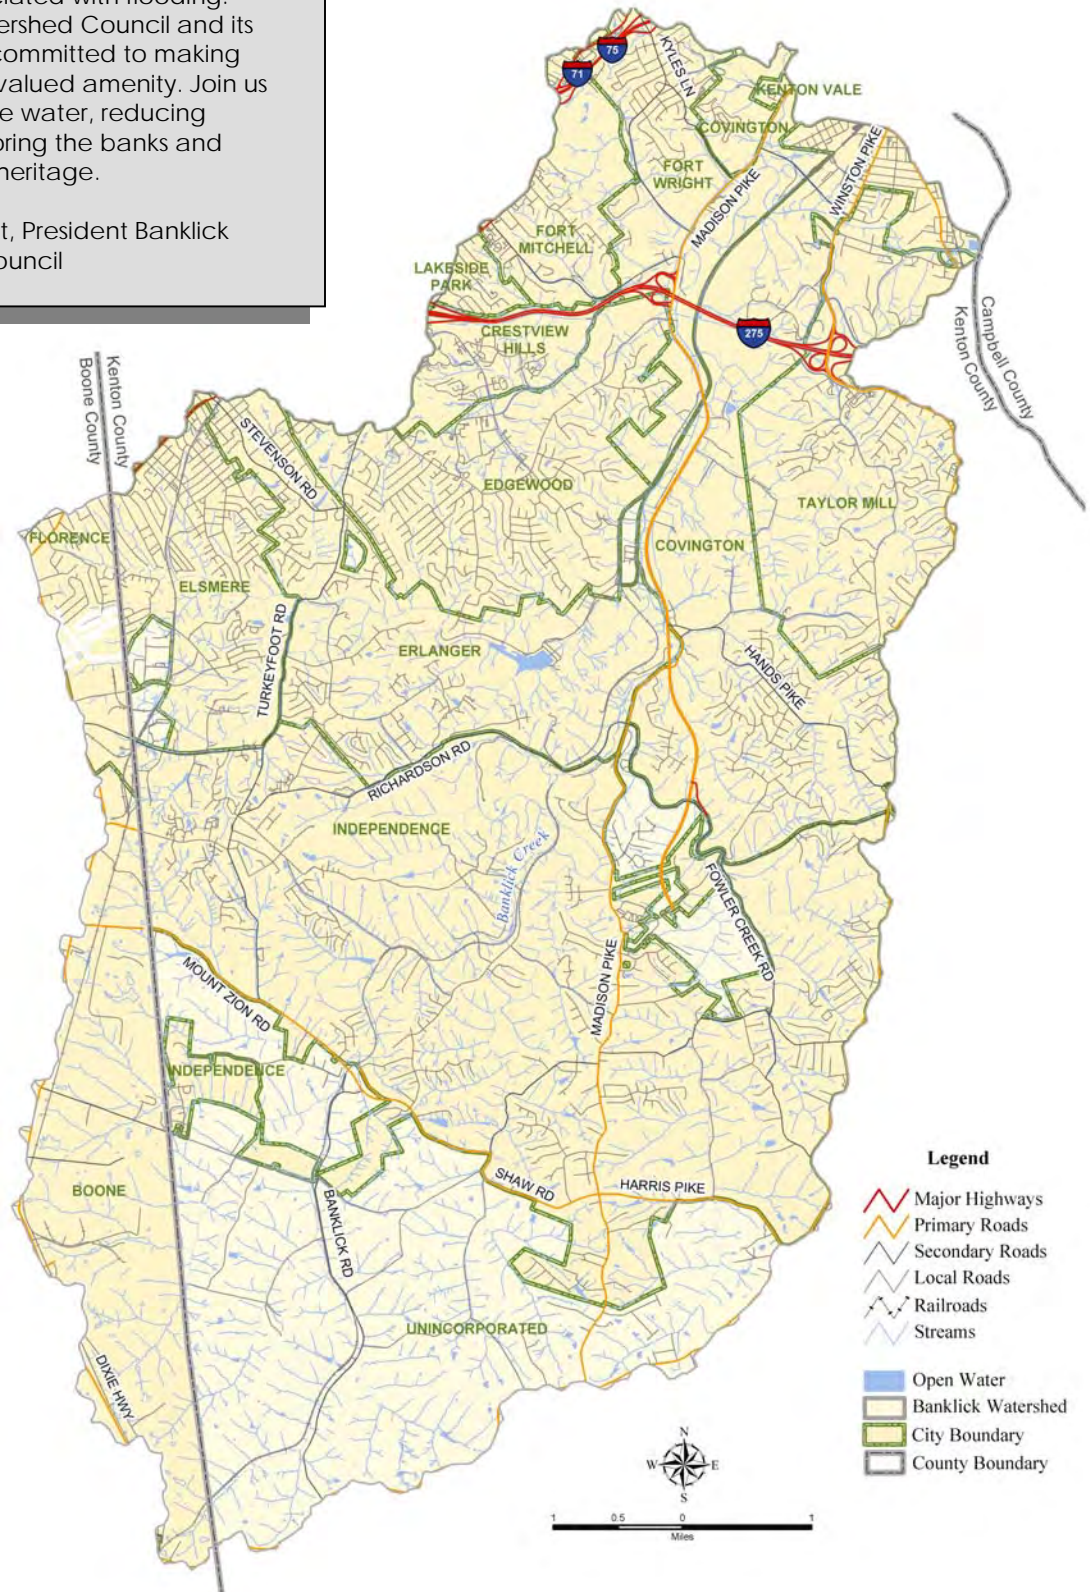 ershed Council and its
committed to making
valued amenity. Join us
e water, reducing
oring the banks and
heritage.
t, President Banklick
ouncil
75
71
KYLES LN
KENTON VALE
COVINGTON
FORT
WRIGHT
MADISON PIKE
WINSTON PIKE
FORT
MITCHELL
LAKESIDE
PARK
CRESTVIEW
HILLS
275
Campbell County
Kenton County
Kenton County
Boone County
STEVENSON RD
EDGEWOOD
TAYLOR MILL
FLORENCE
COVINGTON
ELSMERE
TURKEYFOOT RD
ERLANGER
HANDS PIKE
RICHARDSON RD
INDEPENDENCE
Banklick Creek
FOWLER CREEK RD
MADISON PIKE
MOUNT ZION RD
INDEPENDENCE
BOONE
BANKLICK RD
SHAW RD
HARRIS PIKE
UNINCORPORATED
DIXIE HWY
Legend
Major Highways
Primary Roads
Secondary Roads
Local Roads
Railroads
Streams
Open Water
Banklick Watershed
City Boundary
County Boundary
N
W E
S
1 0.5 0 1
Miles